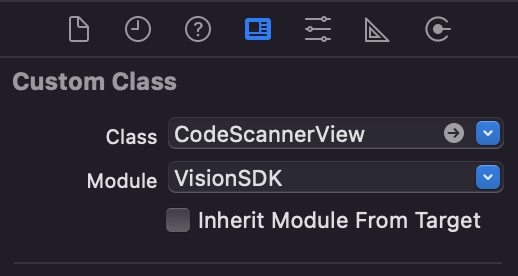 Custom Class
Class CodeScannerView
Module VisionSDK
Inherit Module From Target